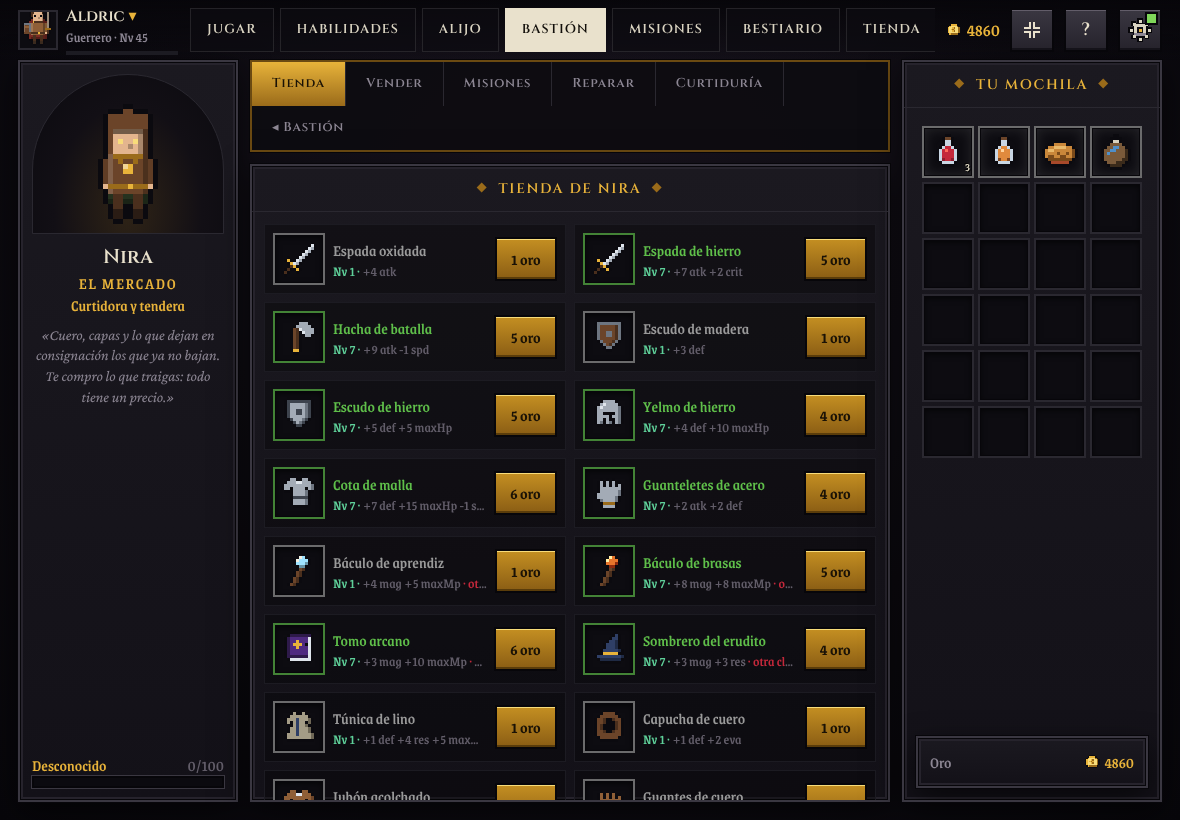 ALDRIC ▾
Guerrero · Nv 45
JUGAR
HABILIDADES
ALIJO
BASTIÓN
MISIONES
BESTIARIO
TIENDA
4860
?
NIRA
EL MERCADO
Curtidora y tendera
«Cuero, capas y lo que dejan en
consignación los que ya no bajan.
Te compro lo que traigas: todo
tiene un precio.»
Desconocido 0/100
TIENDA
VENDER
MISIONES
REPARAR
CURTIDURÍA
◂ BASTIÓN
◆ TIENDA DE NIRA ◆
Espada oxidada
Nv 1 · +4 atk
1 oro
Espada de hierro
Nv 7 · +7 atk +2 crit
5 oro
Hacha de batalla
Nv 7 · +9 atk -1 spd
5 oro
Escudo de madera
Nv 1 · +3 def
1 oro
Escudo de hierro
Nv 7 · +5 def +5 maxHp
5 oro
Yelmo de hierro
Nv 7 · +4 def +10 maxHp
4 oro
Cota de malla
Nv 7 · +7 def +15 maxHp -1 s...
6 oro
Guanteletes de acero
Nv 7 · +2 atk +2 def
4 oro
Báculo de aprendiz
Nv 1 · +4 mag +5 maxMp · ot...
1 oro
Báculo de brasas
Nv 7 · +8 mag +8 maxMp · o...
5 oro
Tomo arcano
Nv 7 · +3 mag +10 maxMp · ...
6 oro
Sombrero del erudito
Nv 7 · +3 mag +3 res · otra cl...
4 oro
Túnica de lino
Nv 1 · +1 def +4 res +5 max...
1 oro
Capucha de cuero
Nv 1 · +1 def +2 eva
1 oro
Jubón acolchado
Guantes de cuero
◆ TU MOCHILA ◆
3
Oro 4860